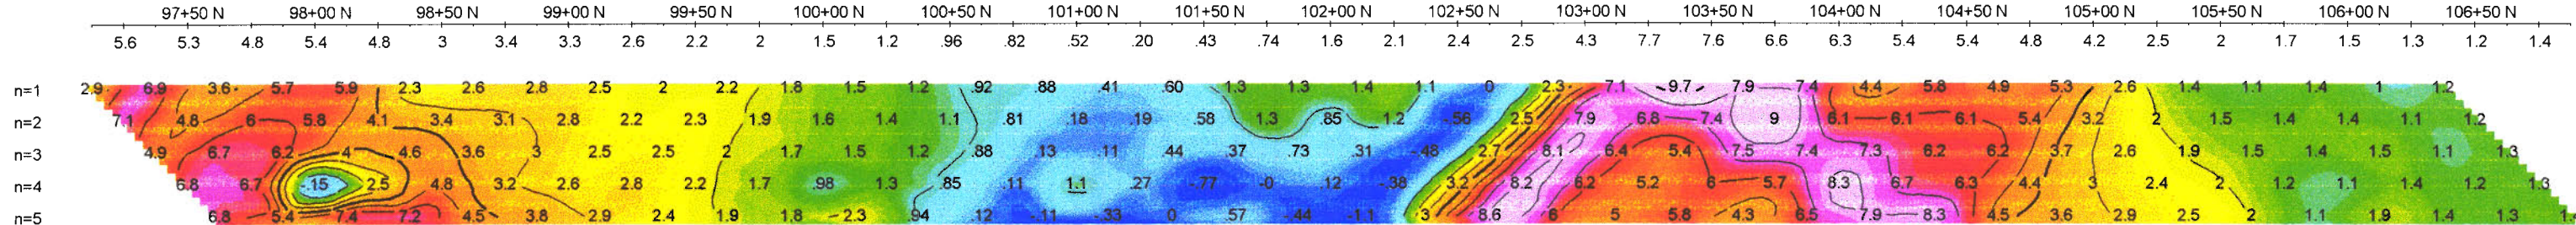 97+50 N 98+00 N 98+50 N 99+00 N 99+50 N 100+00 N 100+50 N 101+00 N 101+50 N 102+00 N 102+50 N 103+00 N 103+50 N 104+00 N 104+50 N 105+00 N 105+50 N 106+00 N 106+50 N
5.6 5.3 4.8 5.4 4.8 3 3.4 3.3 2.6 2.2 2 1.5 1.2 .96 .82 .52 .20 .43 .74 1.6 2.1 2.4 2.5 4.3 7.7 7.6 6.6 6.3 5.4 5.4 4.8 4.2 2.5 2 1.7 1.5 1.3 1.2 1.4
n=1 2.9 6.9 3.6 5.7 5.9 2.3 2.6 2.8 2.5 2 2.2 1.8 1.5 1.2 .92 .88 .41 .60 1.3 1.3 1.4 1.1 0 2.3 7.1 9.7 7.9 7.4 4.4 5.8 4.9 5.3 2.6 1.4 1.1 1.4 1 1.2
n=2 7.1 4.8 6 5.8 4.1 3.4 3.1 2.8 2.2 2.3 1.9 1.6 1.4 1.1 .81 .18 .19 .58 1.3 .85 1.2 -.56 2.5 7.9 6.8 7.4 9 6.1 6.1 6.1 5.4 3.2 2 1.5 1.4 1.4 1.1 1.2
n=3 4.9 6.7 6.2 4 4.6 3.6 3 2.5 2.5 2 1.7 1.5 1.2 .88 .13 .11 .44 .37 .73 .31 -.48 2.7 8.1 6.4 5.4 7.5 7.4 7.3 6.2 6.2 3.7 2.6 1.9 1.5 1.4 1.5 1.1 1.3
n=4 6.8 6.7 -.15 2.5 4.8 3.2 2.6 2.8 2.2 1.7 .98 1.3 .85 .11 1.1 .27 -.77 -0 .12 -.38 3.2 8.2 6.2 5.2 6 5.7 8.3 6.7 6.3 4.4 3 2.4 2 1.2 1.1 1.4 1.2 1.3
n=5 6.8 5.4 7.4 7.2 4.5 3.8 2.9 2.4 1.9 1.8 2.3 .94 .12 -.11 -.33 0 .57 -.44 -1.1 3 8.6 6 5 5.8 4.3 6.5 7.9 8.3 4.5 3.6 2.9 2.5 2 1.1 1.9 1.4 1.3